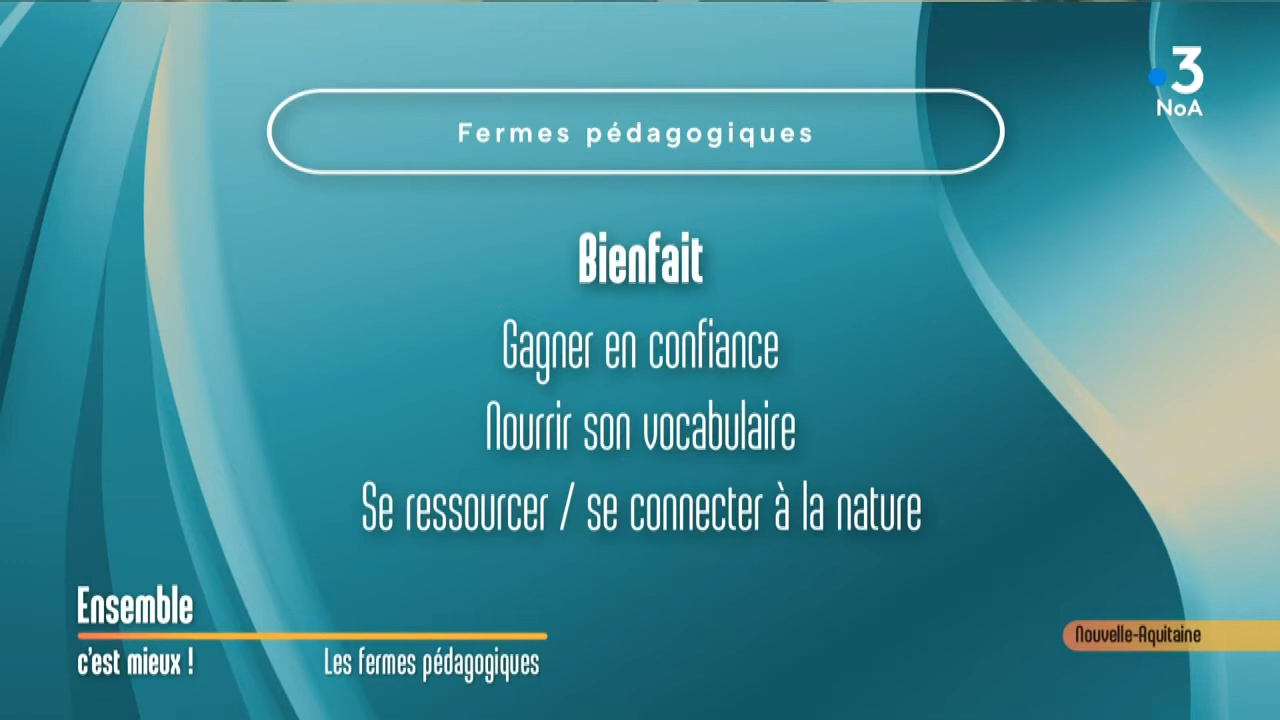 3
NoA
Fermes pédagogiques
Bienfait
Gagner en confiance
Nourrir son vocabulaire
Se ressourcer / se connecter à la nature
Ensemble
c'est mieux !
Les fermes pédagogiques
Nouvelle-Aquitaine